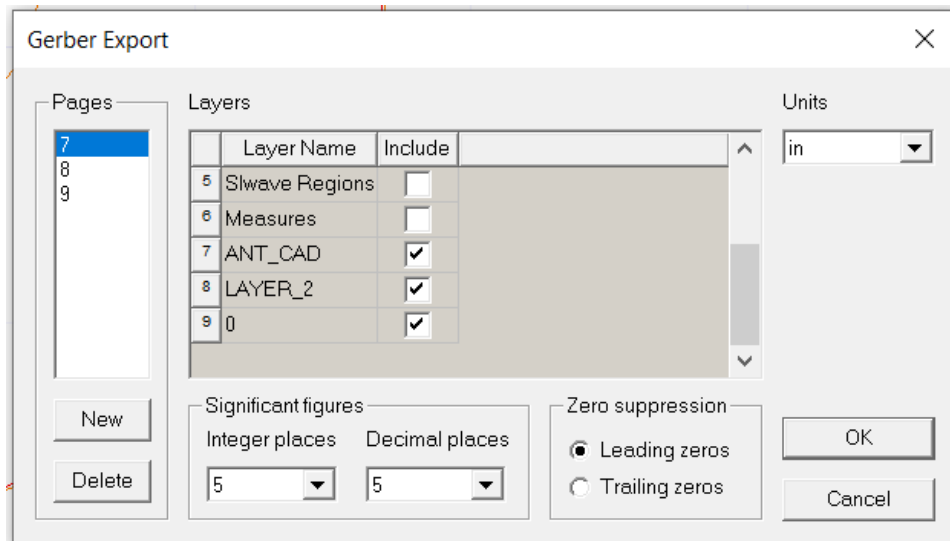 Gerber Export
Pages
7
8
9
New
Delete
Layers
Layer Name Include
5 SIwave Regions
6 Measures
7 ANT_CAD
8 LAYER_2
9 0
Significant figures
Integer places Decimal places
5 5
Zero suppression
Leading zeros
Trailing zeros
Units
in
OK
Cancel